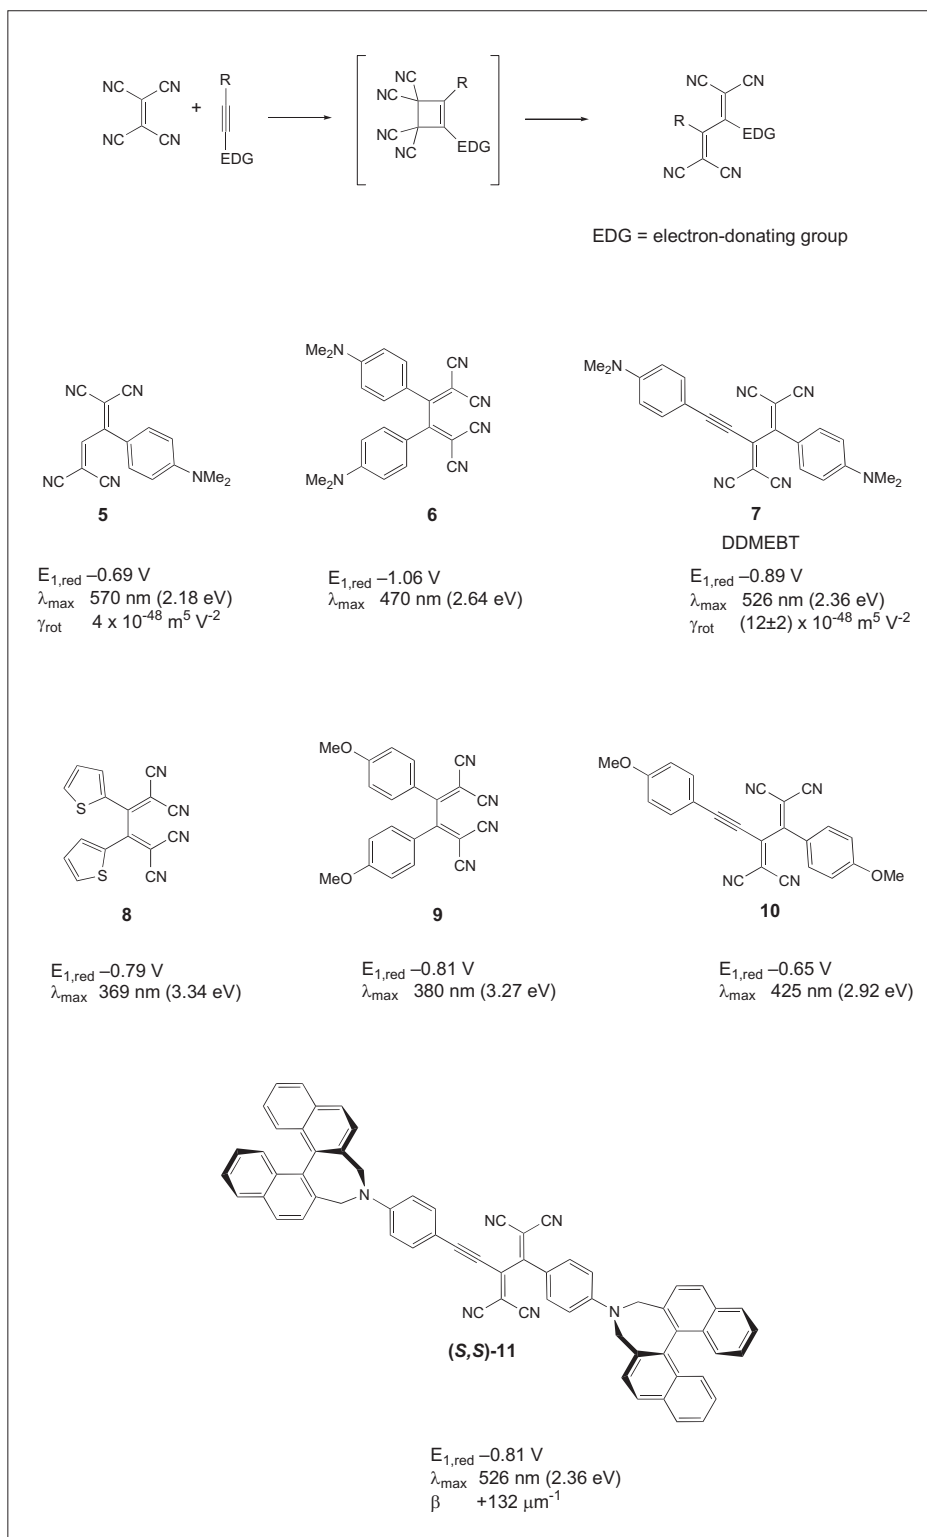 NC CN
NC CN
+
R
EDG
NC R
NC
NC
NC EDG
NC CN
R
EDG
NC CN
EDG = electron-donating group
NC CN
NC CN
NMe2
5
E1,red –0.69 V
λmax 570 nm (2.18 eV)
γrot 4 x 10-48 m5 V-2
Me2N
CN
CN
CN
Me2N
CN
6
E1,red –1.06 V
λmax 470 nm (2.64 eV)
Me2N
NC CN
NC CN
NMe2
7
DDMEBT
E1,red –0.89 V
λmax 526 nm (2.36 eV)
γrot (12±2) x 10-48 m5 V-2
S
CN
CN
CN
S
CN
8
E1,red –0.79 V
λmax 369 nm (3.34 eV)
MeO
CN
CN
CN
MeO
CN
9
E1,red –0.81 V
λmax 380 nm (3.27 eV)
MeO
NC CN
NC CN
OMe
10
E1,red –0.65 V
λmax 425 nm (2.92 eV)
N
NC CN
NC CN
N
(S,S)-11
E1,red –0.81 V
λmax 526 nm (2.36 eV)
β +132 μm-1